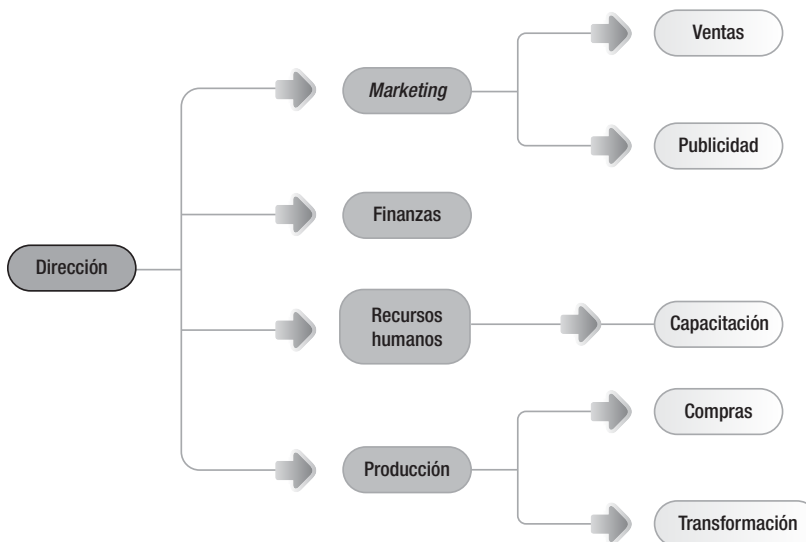 Ventas
Marketing
Publicidad
Finanzas
Dirección
Recursos
humanos
Capacitación
Compras
Producción
Transformación